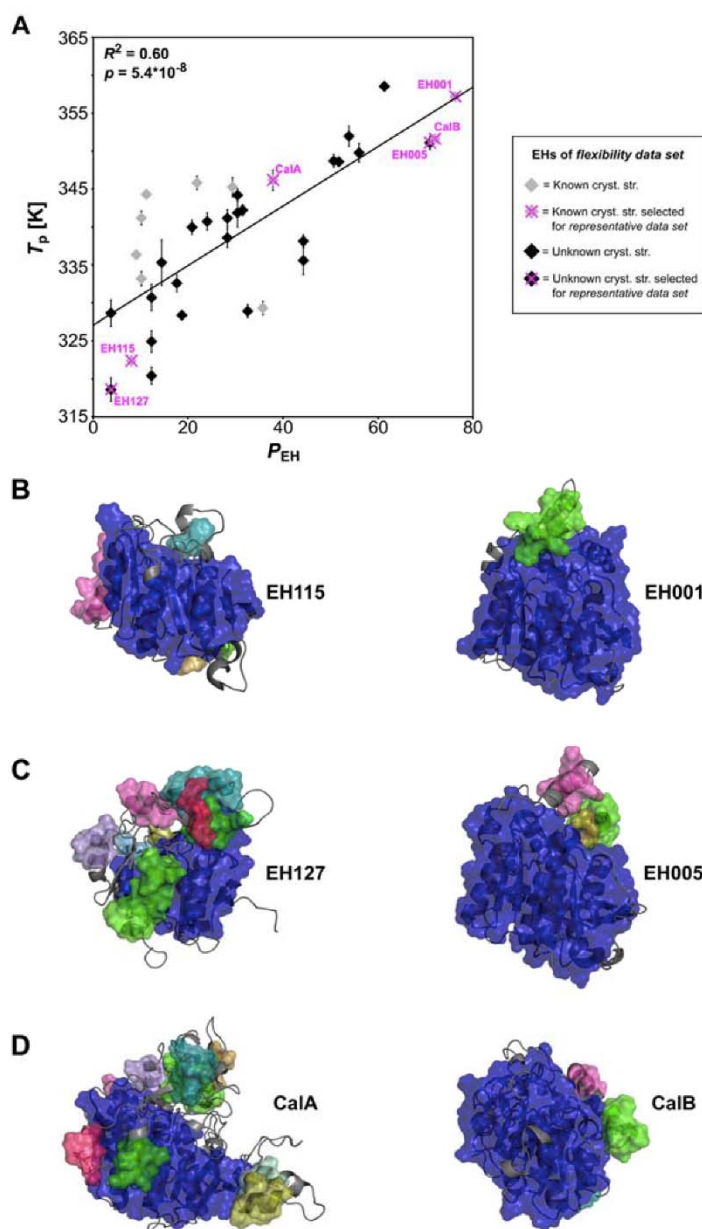 A
R² = 0.60
p = 5.4*10⁻⁸
365
355
345
335
325
315
Tp [K]
0
20
40
60
80
PEH
EH001
CalB
EH005
CalA
EH115
EH127
EHs of flexibility data set
= Known cryst. str.
= Known cryst. str. selected
for representative data set
= Unknown cryst. str.
= Unknown cryst. str. selected
for representative data set
B
EH115
EH001
C
EH127
EH005
D
CalA
CalB